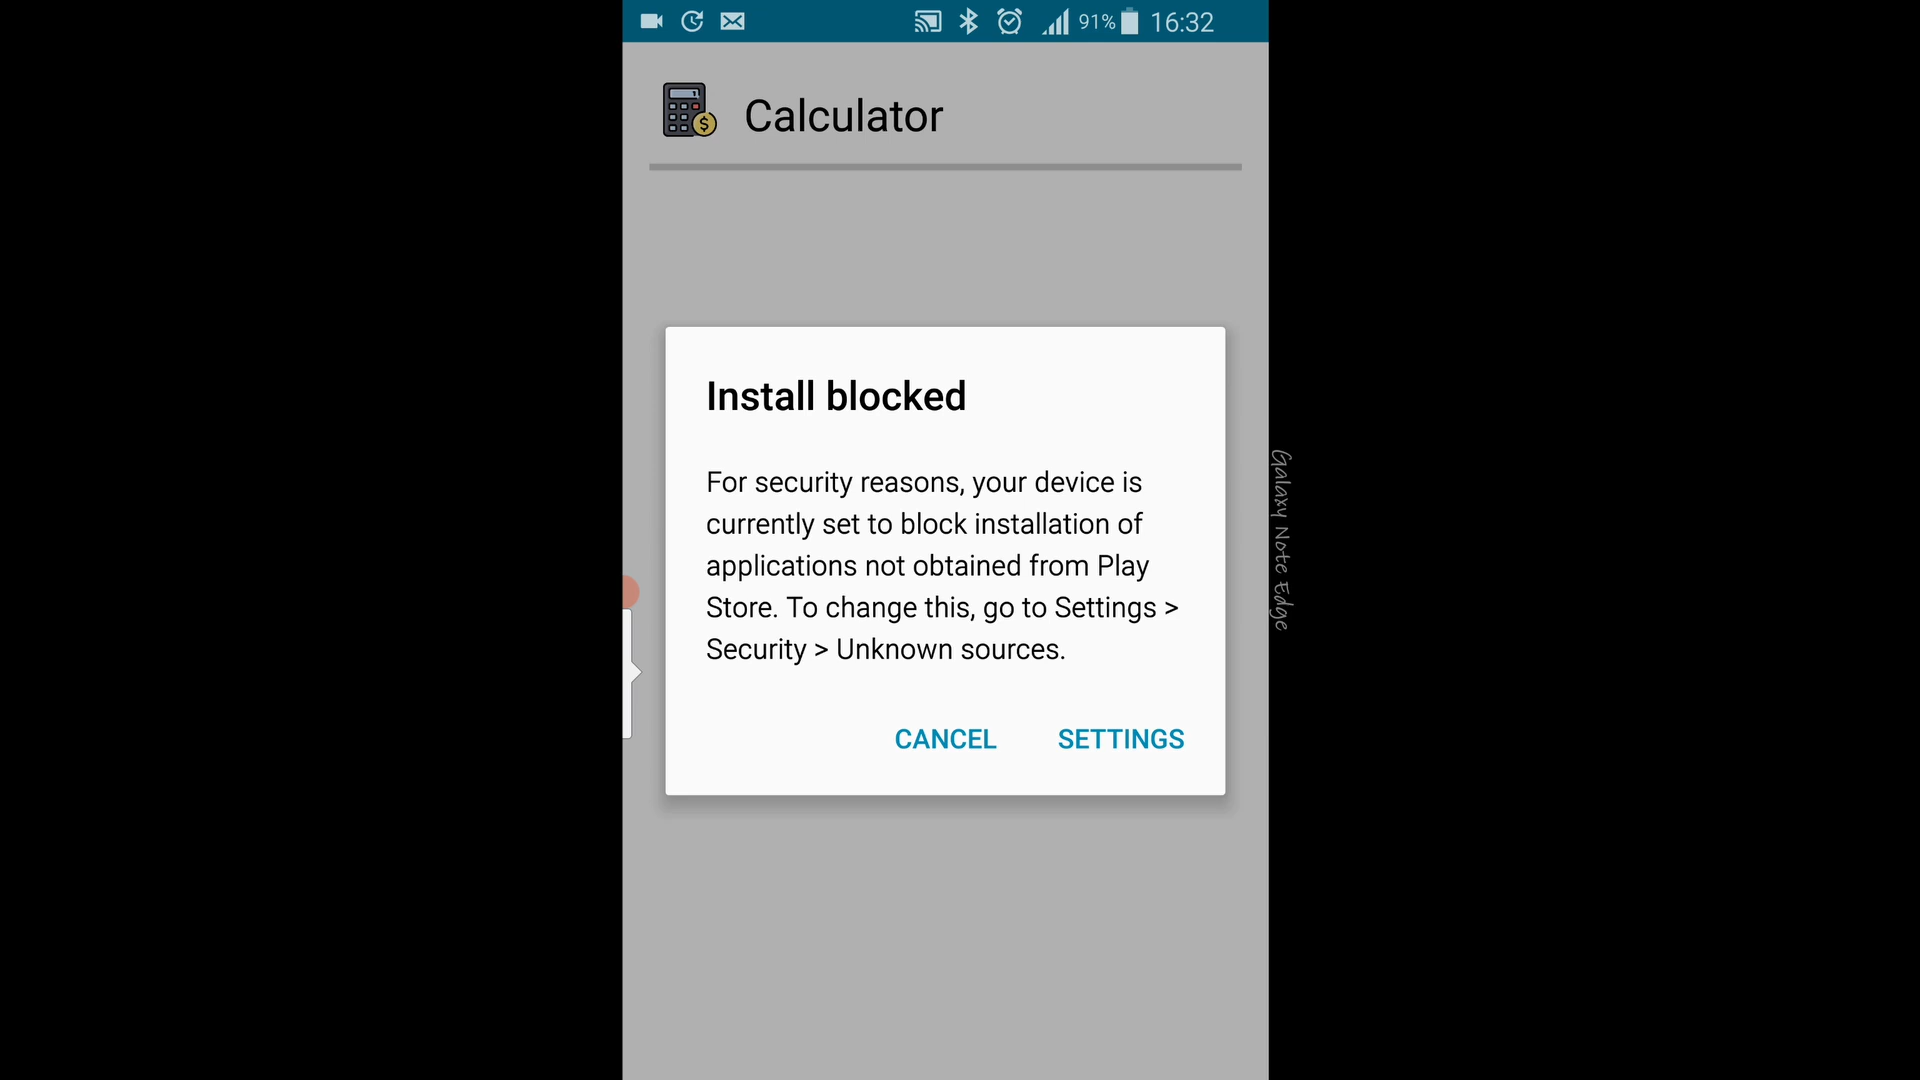 91% 16:32
Calculator
Install blocked
For security reasons, your device is
currently set to block installation of
applications not obtained from Play
Store. To change this, go to Settings >
Security > Unknown sources.
CANCEL SETTINGS
Galaxy Note Edge